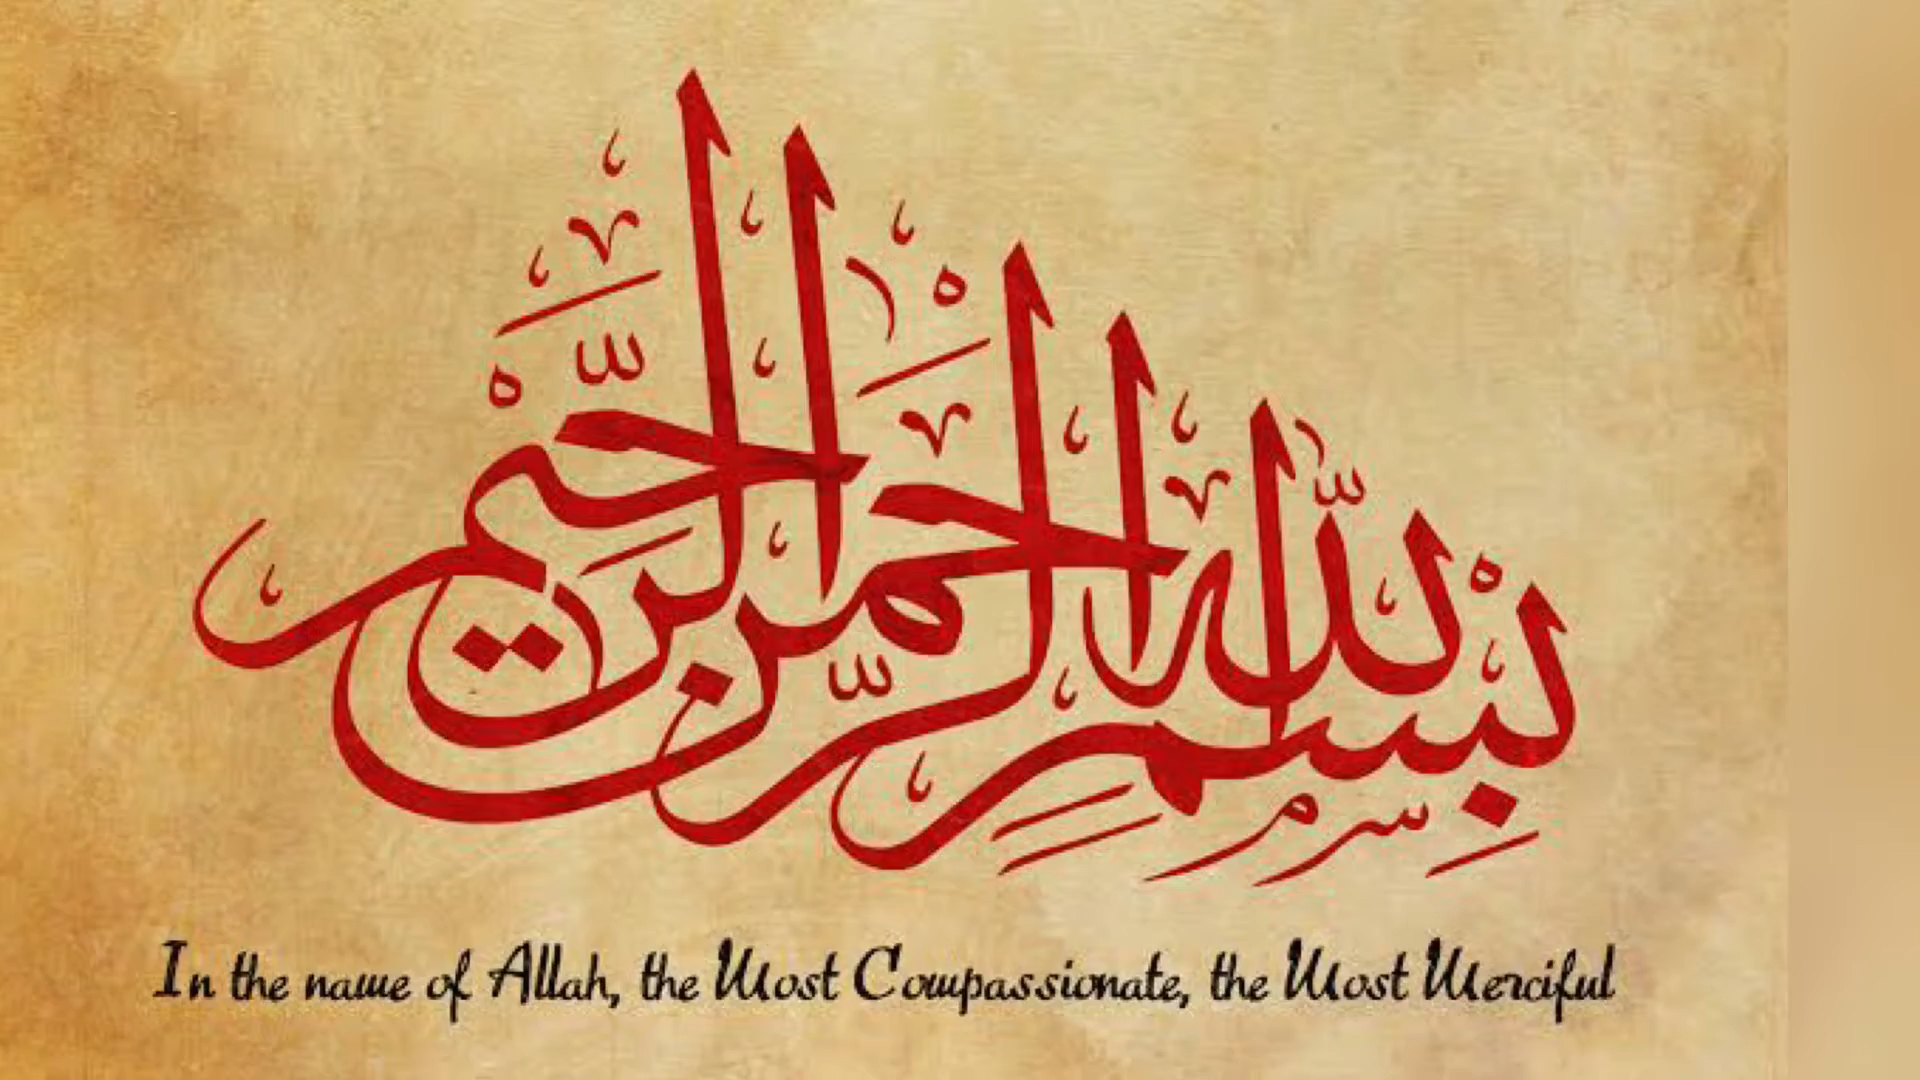 بِسْمِ اللَّهِ الرَّحْمَٰنِ الرَّحِيمِ
In the name of Allah, the Most Compassionate, the Most Merciful